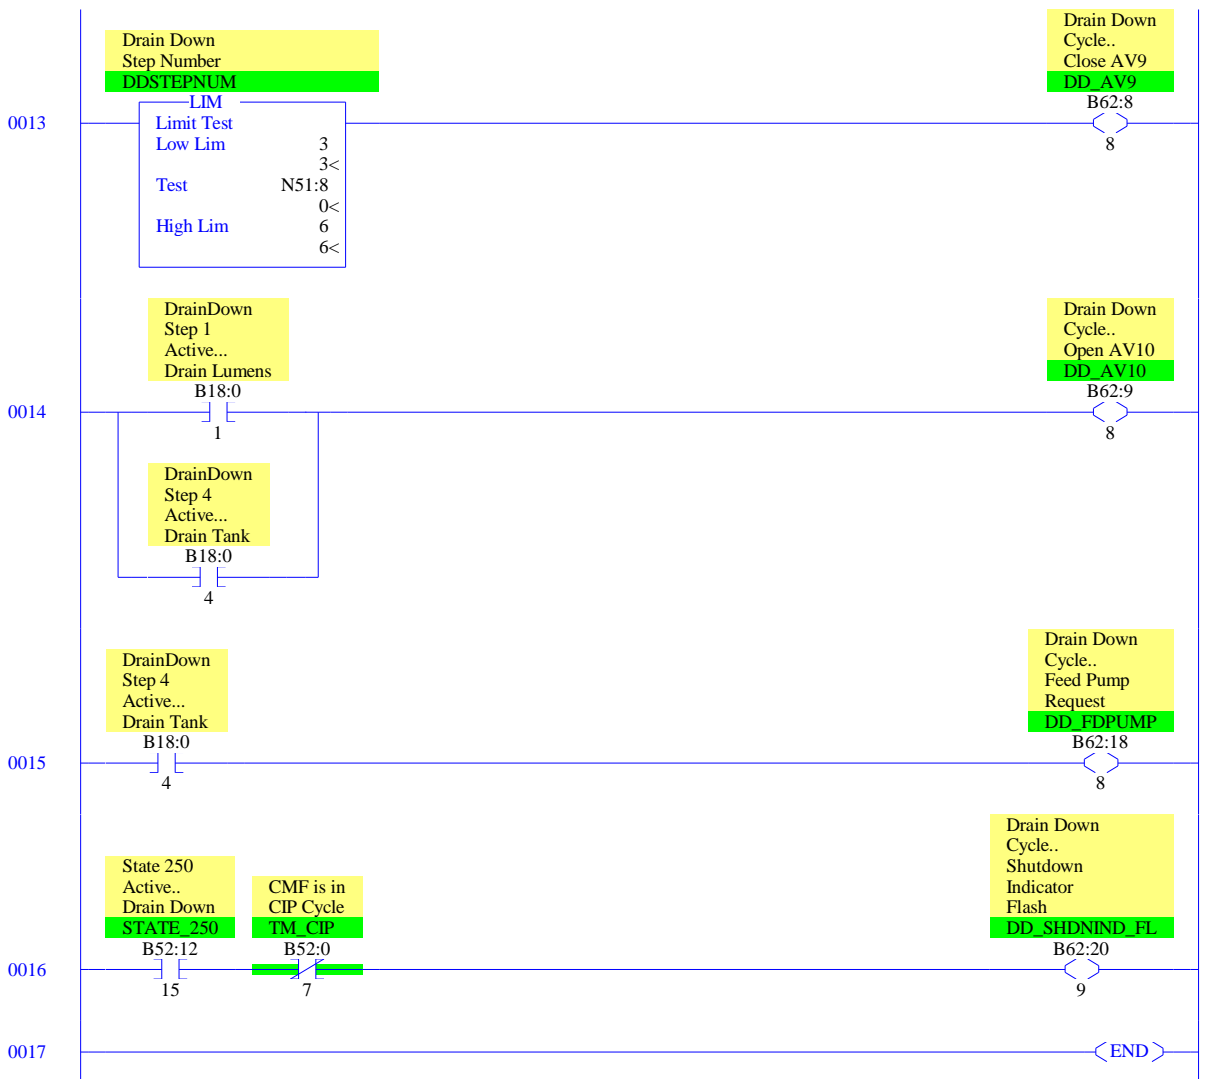 Drain Down
Step Number
DDSTEPNUM
LIM
Limit Test
Low Lim 3
3<
Test N51:8
0<
High Lim 6
6<
0013
Drain Down
Cycle..
Close AV9
DD_AV9
B62:8
8
DrainDown
Step 1
Active...
Drain Lumens
B18:0
1
0014
DrainDown
Step 4
Active...
Drain Tank
B18:0
4
Drain Down
Cycle..
Open AV10
DD_AV10
B62:9
8
DrainDown
Step 4
Active...
Drain Tank
B18:0
4
0015
Drain Down
Cycle..
Feed Pump
Request
DD_FDPUMP
B62:18
8
State 250
Active..
Drain Down
STATE_250
B52:12
15
0016
CMF is in
CIP Cycle
TM_CIP
B52:0
7
Drain Down
Cycle..
Shutdown
Indicator
Flash
DD_SHDNIND_FL
B62:20
9
0017
END